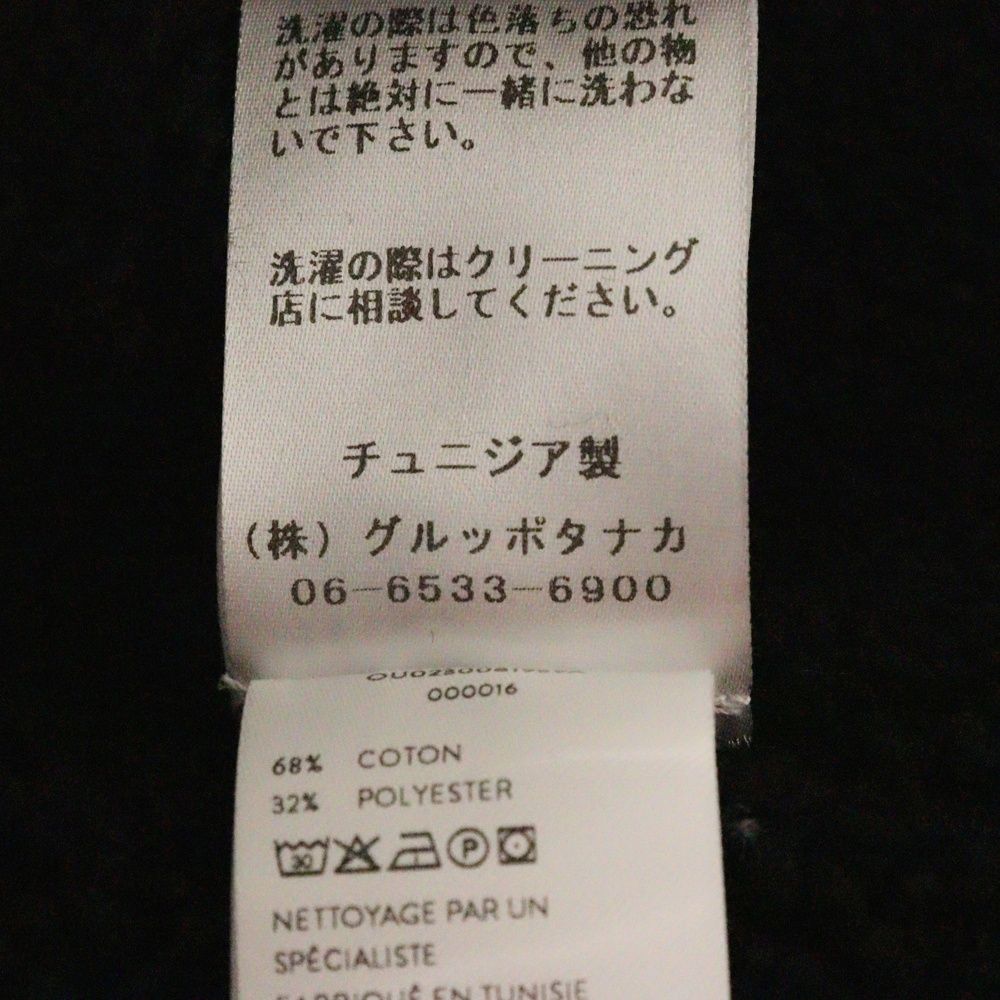 洗濯の際は色落ちの恐れ
がありますので、他の物
とは絶対に一緒に洗わな
いで下さい。
洗濯の際はクリーニング
店に相談してください。
チュニジア製
(株)グルッポタナカ
06-6533-6900
000016
68% COTON
32% POLYESTER
30
P
NETTOYAGE PAR UN
SPÉCIALISTE
FABRIQUÉ EN TUNISIE